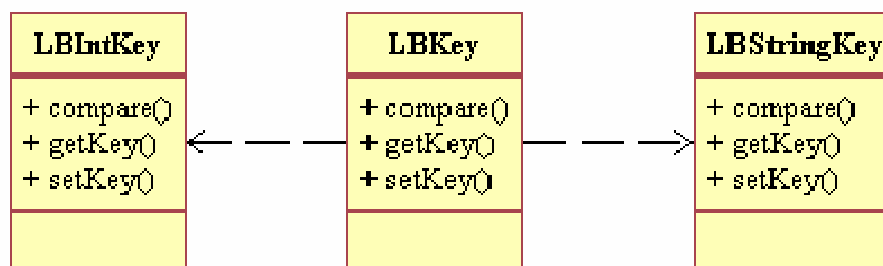 LBIntKey
+ compare()
+ getKey()
+ setKey()
LBKey
+ compare()
+ getKey()
+ setKey()
LBStringKey
+ compare()
+ getKey()
+ setKey()